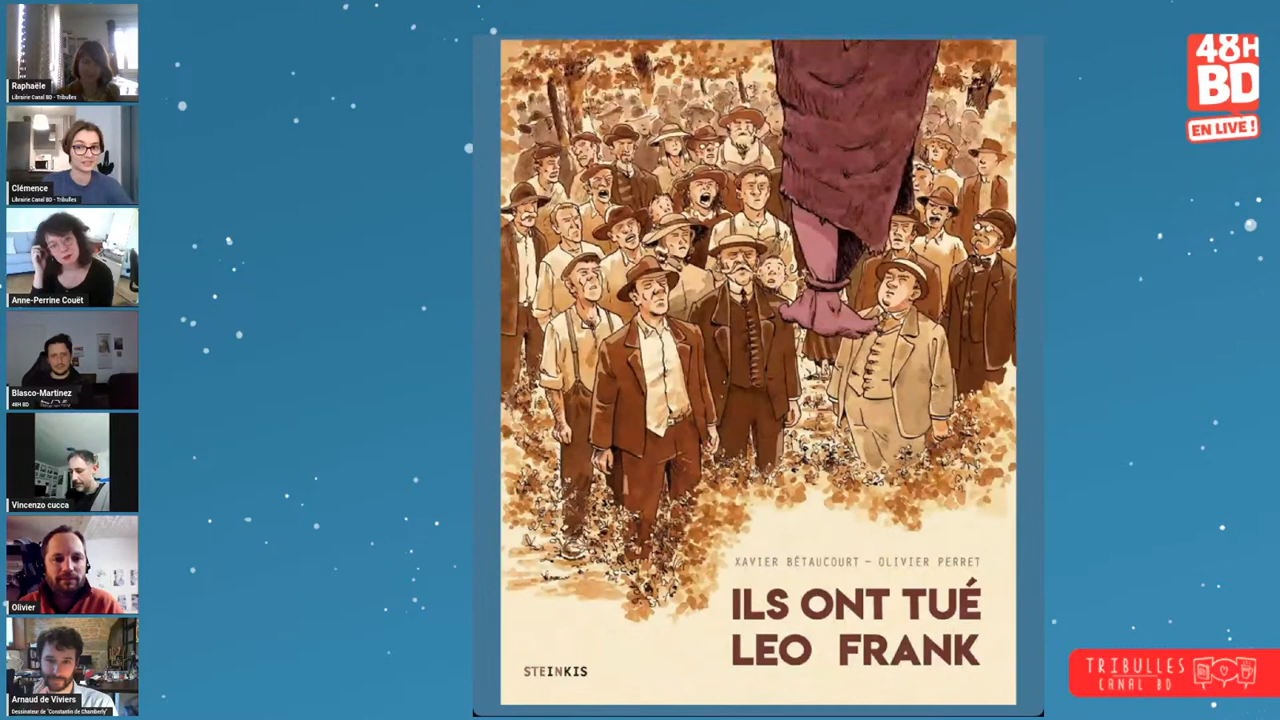 Raphaële
Librairie Canal BD - Tribulles
Clémence
Librairie Canal BD - Tribulles
Anne-Perrine Couët
Blasco-Martinez
48H BD
Vincenzo cucca
Olivier
Arnaud de Viviers
Dessinateur de "Constantin de Chamberly"
XAVIER BÉTAUCOURT – OLIVIER PERRET
ILS ONT TUÉ
LEO FRANK
STEINKIS
48H
BD
EN LIVE !
TRIBULLES
CANAL BD